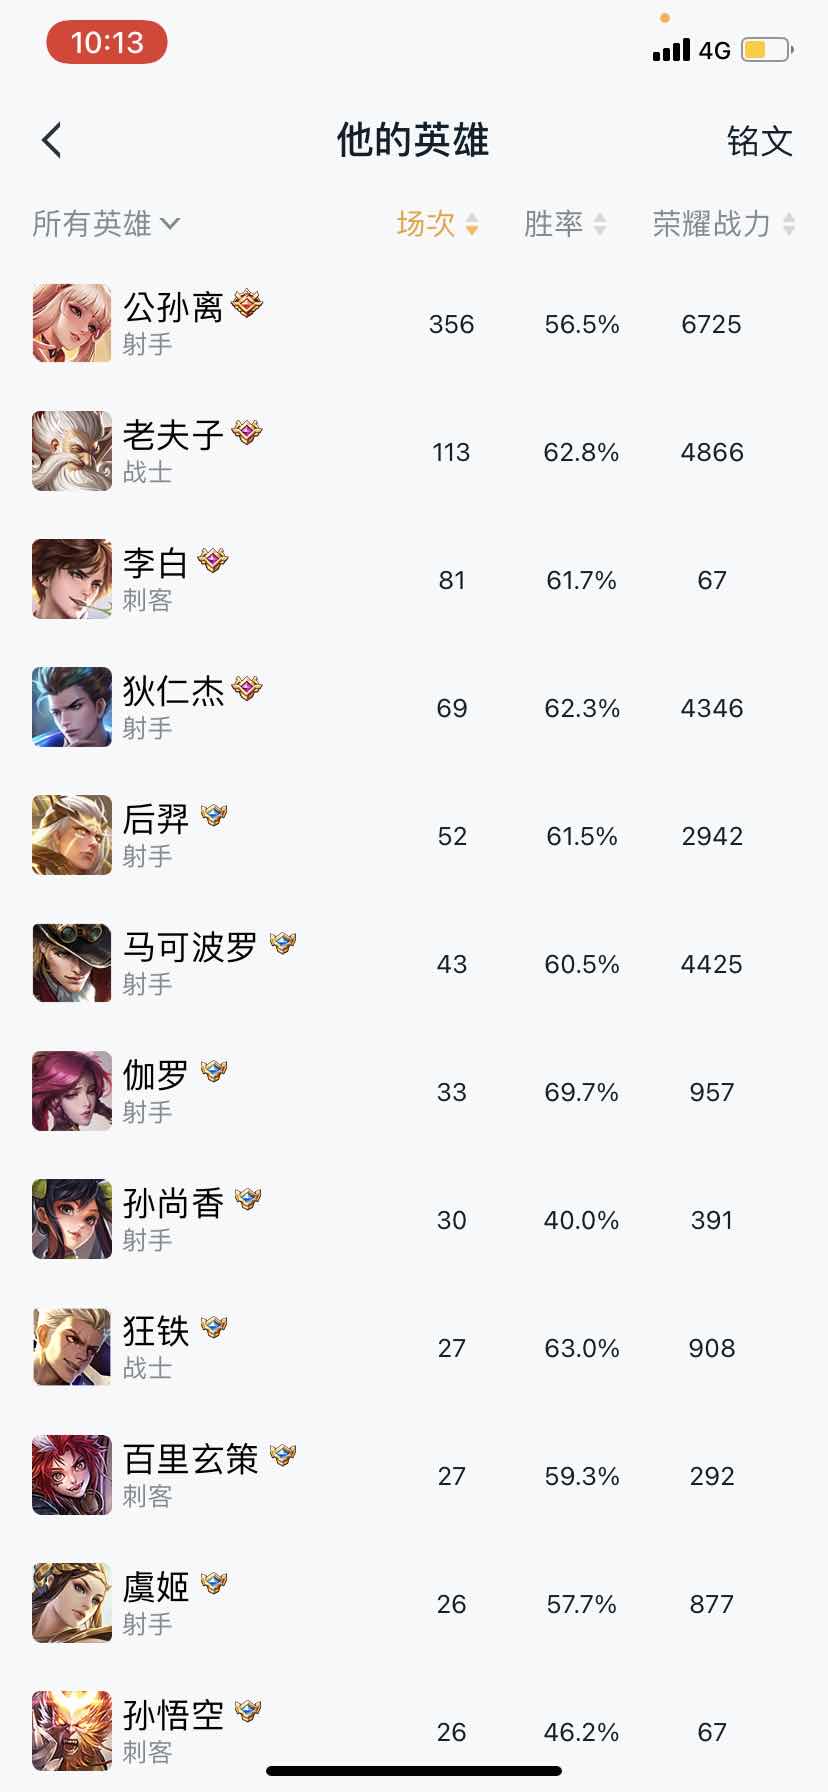 10:13
4G
他的英雄
铭文
所有英雄 场次 胜率 荣耀战力
公孙离
射手
356 56.5% 6725
老夫子
战士
113 62.8% 4866
李白
刺客
81 61.7% 67
狄仁杰
射手
69 62.3% 4346
后羿
射手
52 61.5% 2942
马可波罗
射手
43 60.5% 4425
伽罗
射手
33 69.7% 957
孙尚香
射手
30 40.0% 391
狂铁
战士
27 63.0% 908
百里玄策
刺客
27 59.3% 292
虞姬
射手
26 57.7% 877
孙悟空
刺客
26 46.2% 67